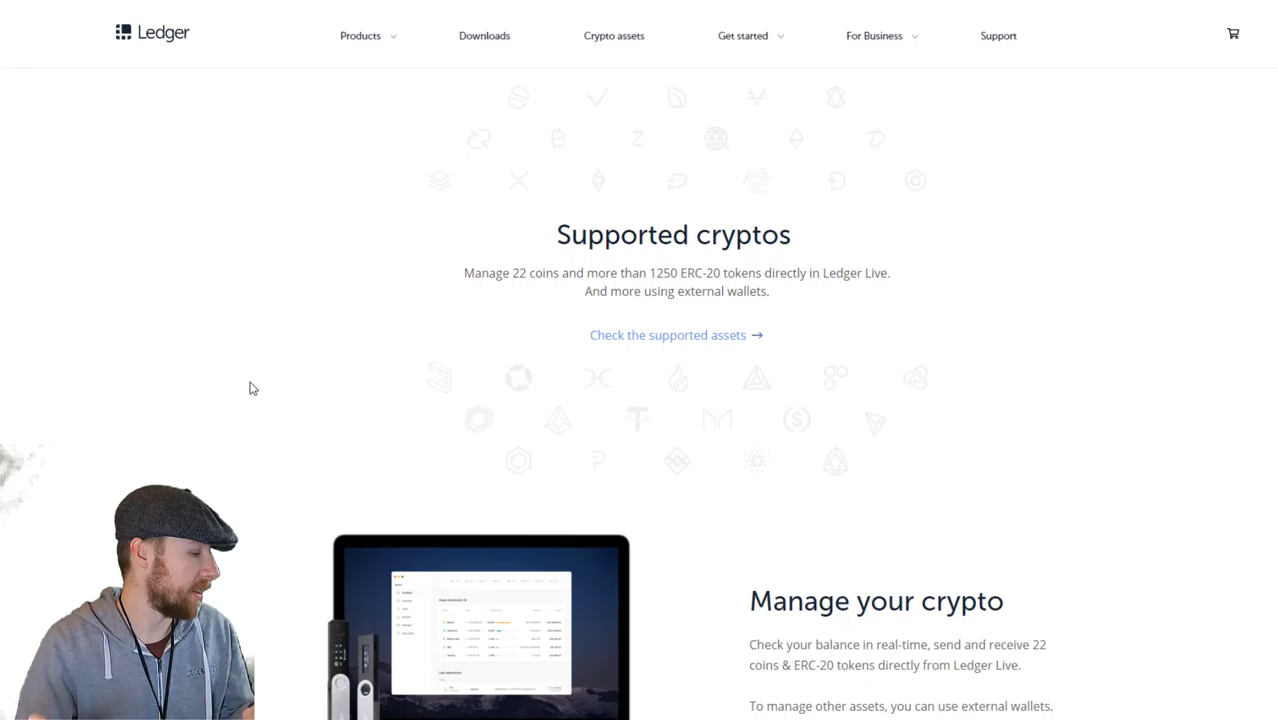 Ledger
Products
Downloads
Crypto assets
Get started
For Business
Support
Supported cryptos
Manage 22 coins and more than 1250 ERC-20 tokens directly in Ledger Live.
And more using external wallets.
Check the supported assets →
Manage your crypto
Check your balance in real-time, send and receive 22
coins & ERC-20 tokens directly from Ledger Live.
To manage other assets, you can use external wallets.